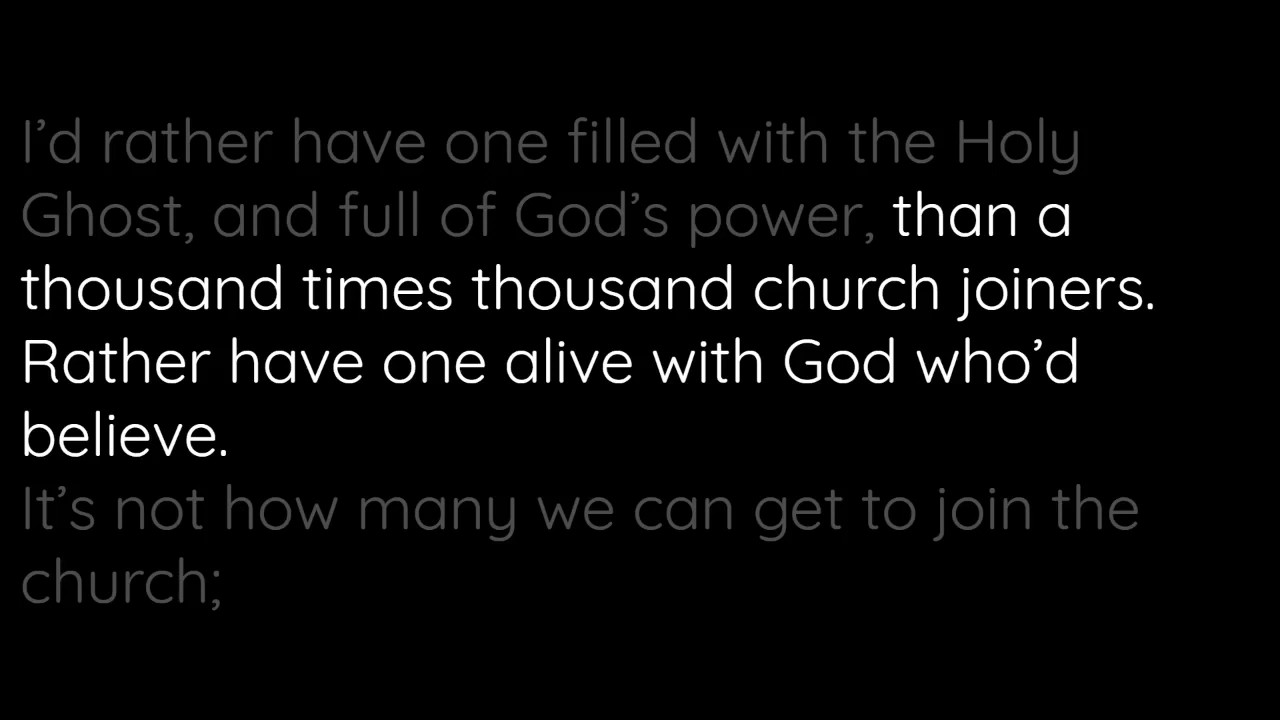 I’d rather have one filled with the Holy
Ghost, and full of God’s power, than a
thousand times thousand church joiners.
Rather have one alive with God who’d
believe.
It’s not how many we can get to join the
church;